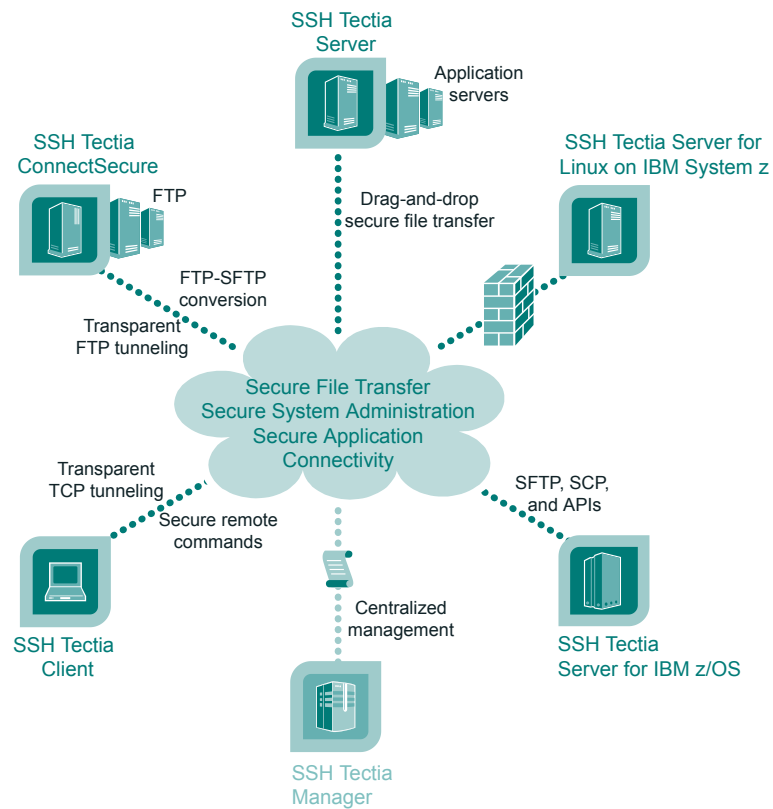 SSH Tectia
Server
Application
servers
SSH Tectia
ConnectSecure
FTP
SSH Tectia Server for
Linux on IBM System z
Drag-and-drop
secure file transfer
FTP-SFTP
conversion
Transparent
FTP tunneling
Secure File Transfer
Secure System Administration
Secure Application
Connectivity
Transparent
TCP tunneling
Secure remote
commands
SFTP, SCP,
and APIs
Centralized
management
SSH Tectia
Client
SSH Tectia
Server for IBM z/OS
SSH Tectia
Manager